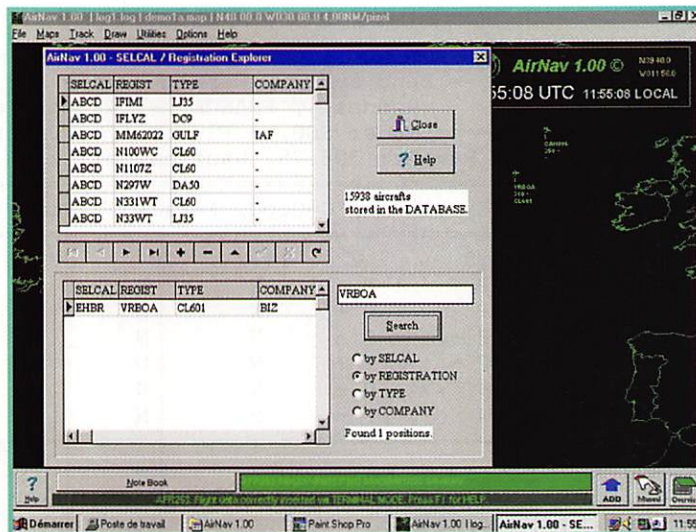 AirNav 1.00 | log1.log | demo1a.map | N48 00.0 W030 00.0 4.00NM/pixel
File Maps Track Draw Utilities Options Help
AirNav 1.00 - SELCAL / Registration Explorer
SELCAL REGIST TYPE COMPANY
ABCD IFIMI LJ35 -
ABCD IFLYZ DC9 -
ABCD MM62022 GULF IAF
ABCD N100WC CL60 -
ABCD N1107Z CL60 -
ABCD N297W DA50 -
ABCD N331WT CL60 -
ABCD N33WT LJ35 -
Close
? Help
15938 aircrafts
stored in the DATABASE.
AirNav 1.00 ©
55:08 UTC 11:55:08 LOCAL
VRBOA
CL601
SELCAL REGIST TYPE COMPANY
EHBR VRBOA CL601 BIZ
VRBOA
Search
by SELCAL
by REGISTRATION
by TYPE
by COMPANY
Found 1 positions.
? Help
Note Book
AFR263. Flight data correctly inserted via TERMINAL MODE. Press F1 for HELP.
ADD
Manual
Démarrer Poste de travail AirNav 1.00 Paint Shop Pro AirNav 1.00 | log... AirNav 1.00 - SE...